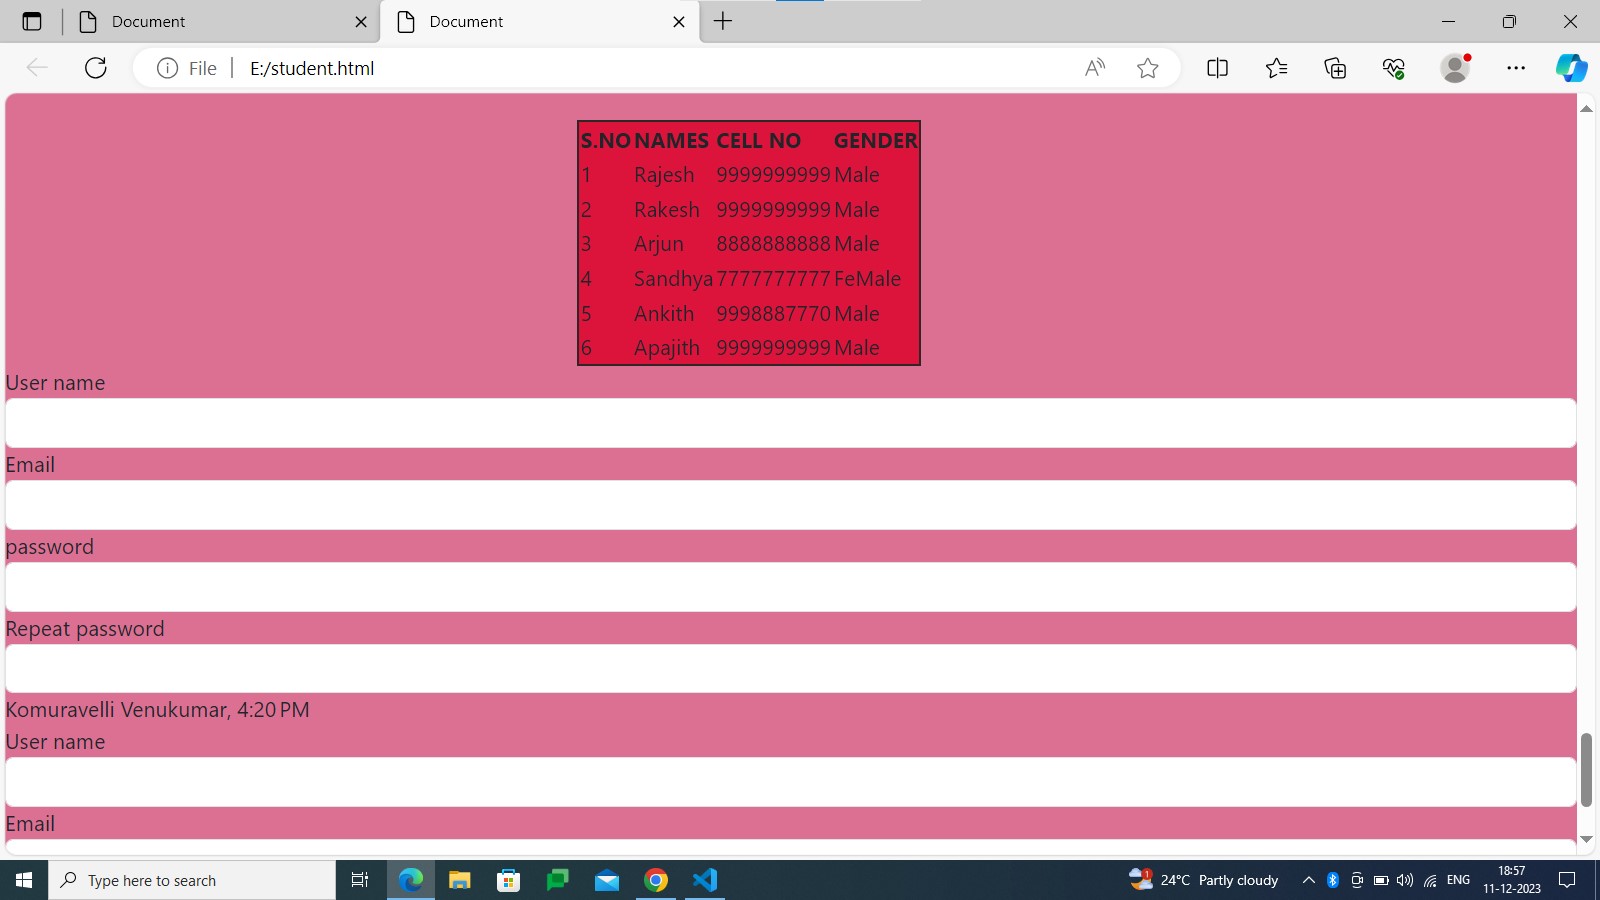 Document
Document
File
E:/student.html
S.NO NAMES CELL NO GENDER
1 Rajesh 9999999999 Male
2 Rakesh 9999999999 Male
3 Arjun 8888888888 Male
4 Sandhya 7777777777 FeMale
5 Ankith 9998887770 Male
6 Apajith 9999999999 Male
User name
Email
password
Repeat password
Komuravelli Venukumar, 4:20 PM
User name
Email
Type here to search
1
24°C Partly cloudy
ENG
18:57
11-12-2023